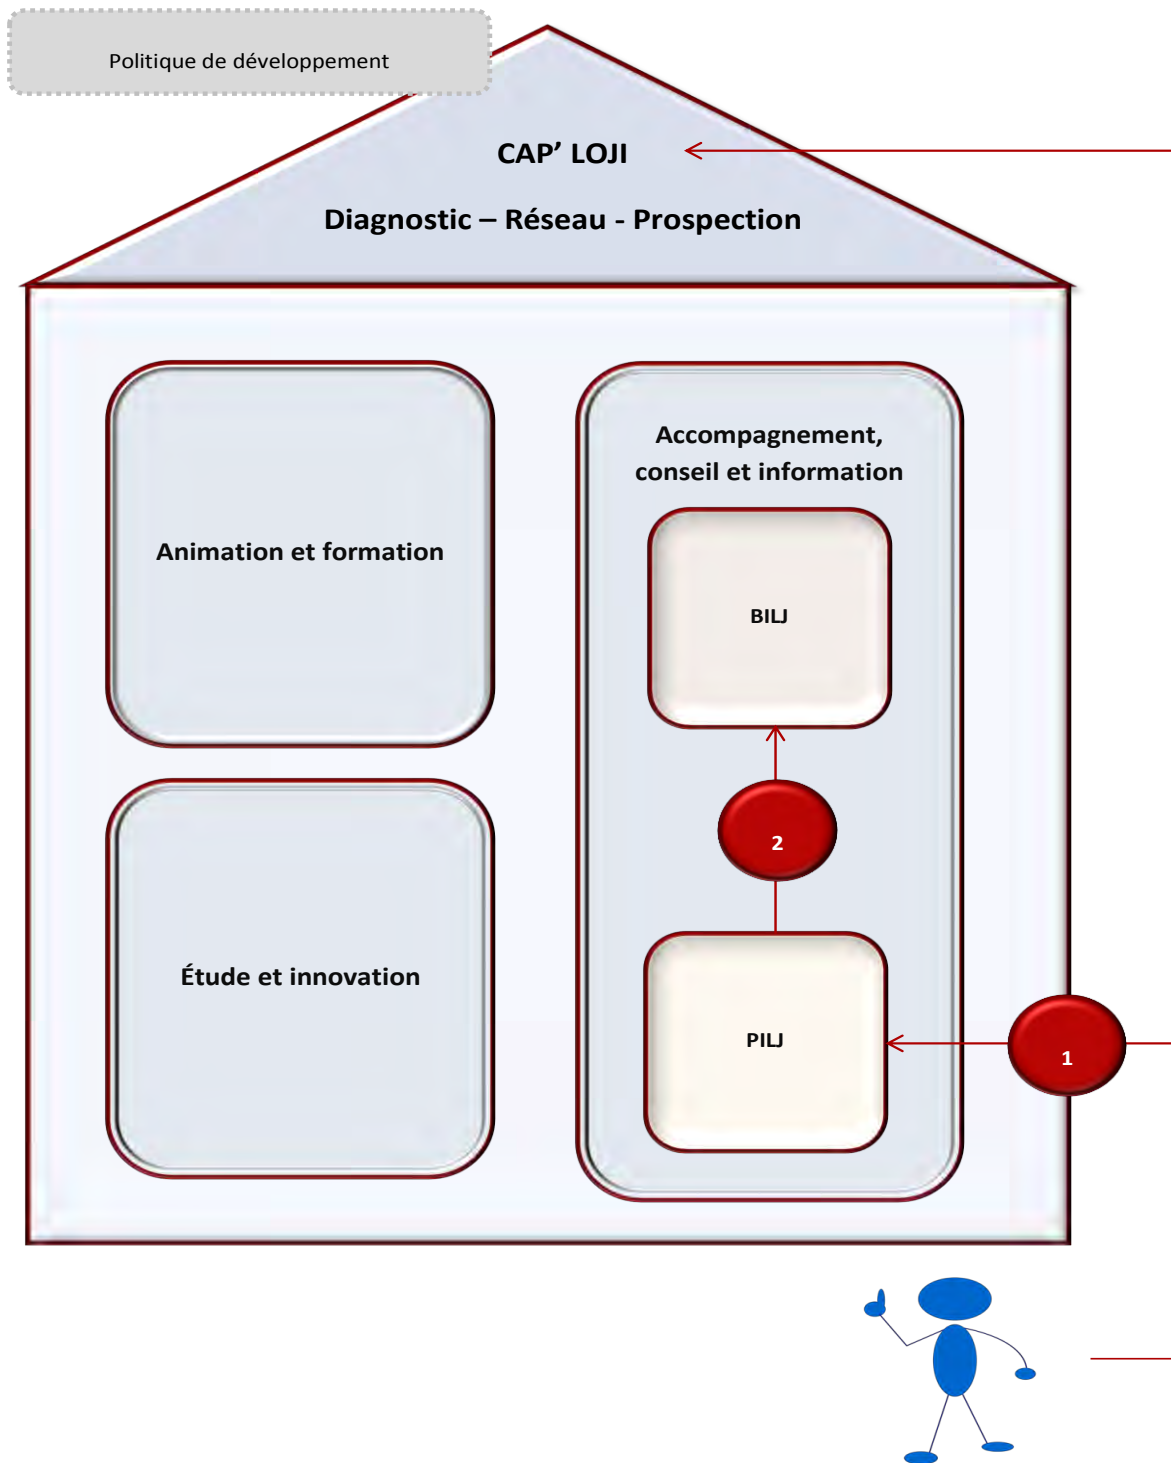 Politique de développement
CAP’ LOJI
Diagnostic – Réseau - Prospection
Animation et formation
Étude et innovation
Accompagnement,
conseil et information
BILJ
2
PILJ
1